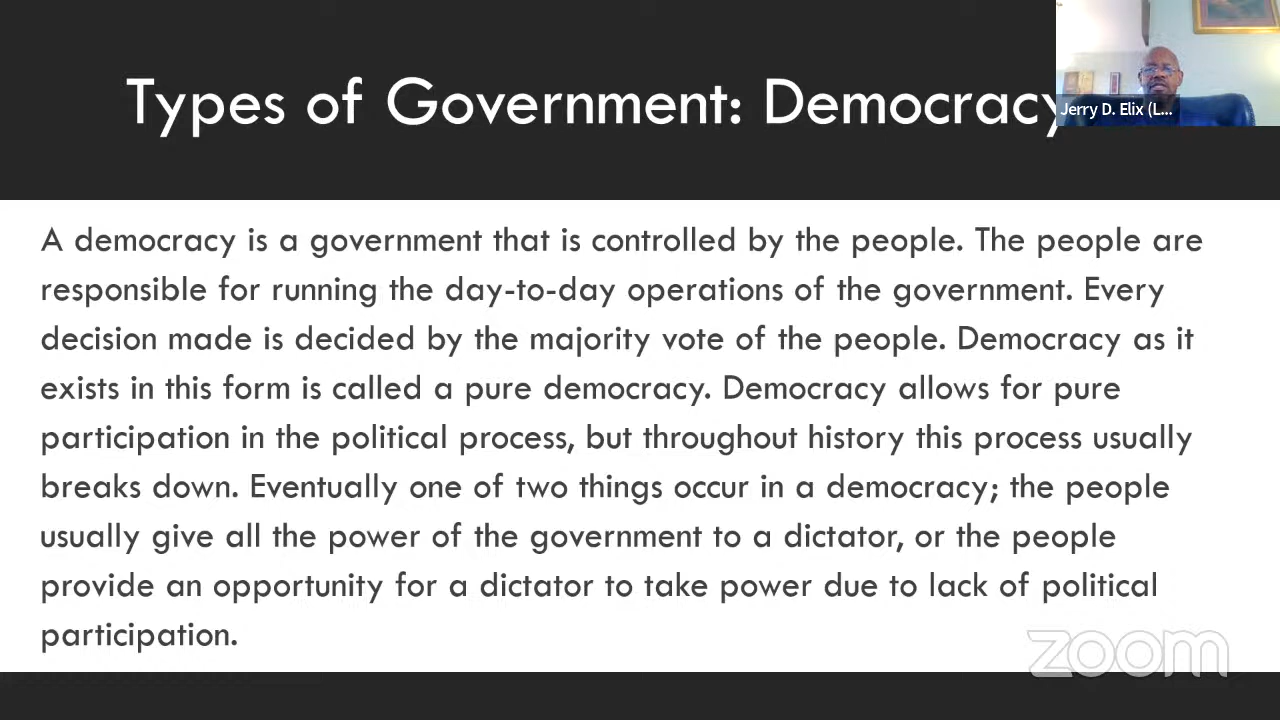 Types of Government: Democracy
Jerry D. Elix (L...
A democracy is a government that is controlled by the people. The people are
responsible for running the day-to-day operations of the government. Every
decision made is decided by the majority vote of the people. Democracy as it
exists in this form is called a pure democracy. Democracy allows for pure
participation in the political process, but throughout history this process usually
breaks down. Eventually one of two things occur in a democracy; the people
usually give all the power of the government to a dictator, or the people
provide an opportunity for a dictator to take power due to lack of political
participation.
zoom